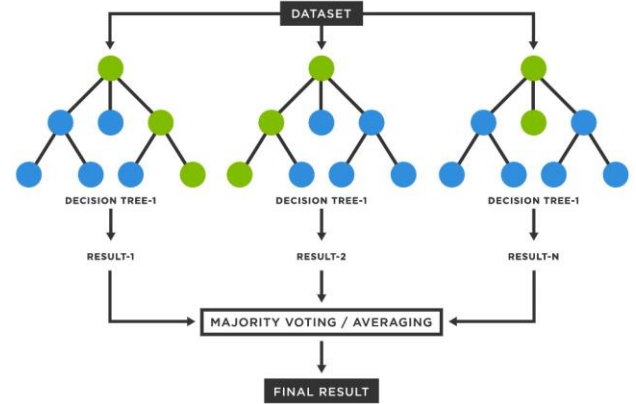 DATASET
DECISION TREE-1
DECISION TREE-1
DECISION TREE-1
RESULT-1
RESULT-2
RESULT-N
MAJORITY VOTING / AVERAGING
FINAL RESULT